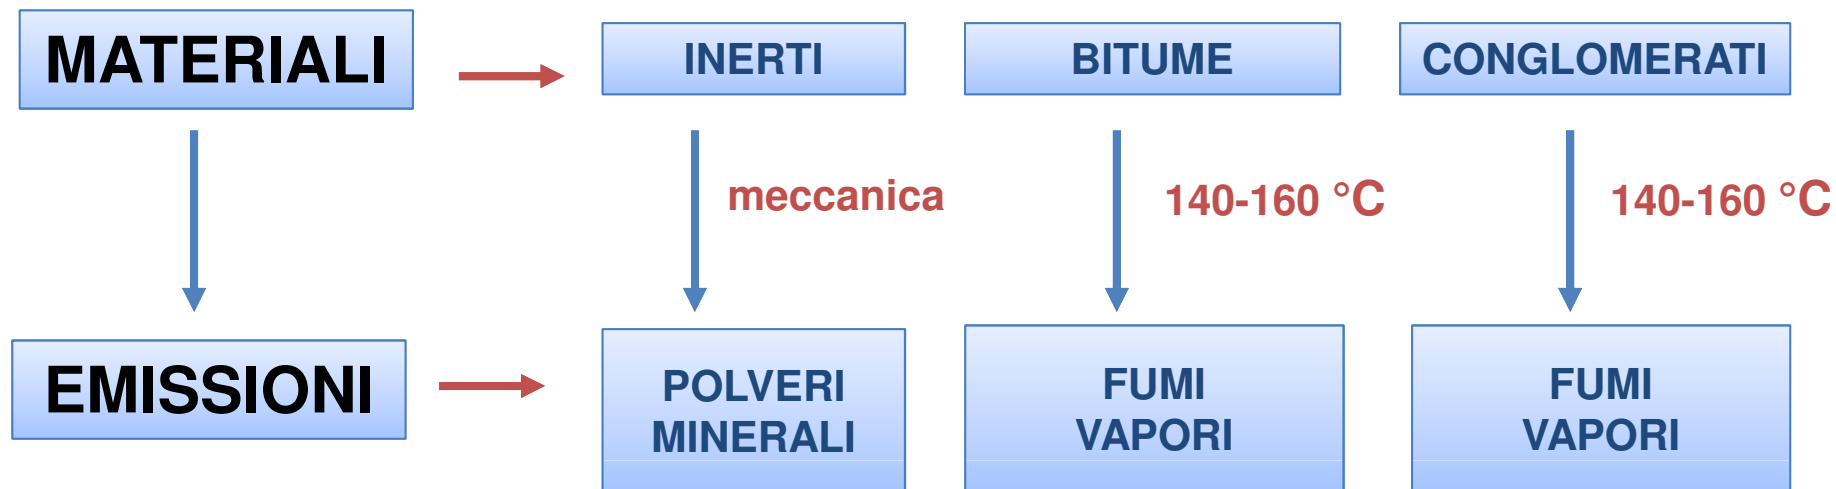 MATERIALI
INERTI
BITUME
CONGLOMERATI
meccanica
140-160 °C
140-160 °C
EMISSIONI
POLVERI
MINERALI
FUMI
VAPORI
FUMI
VAPORI